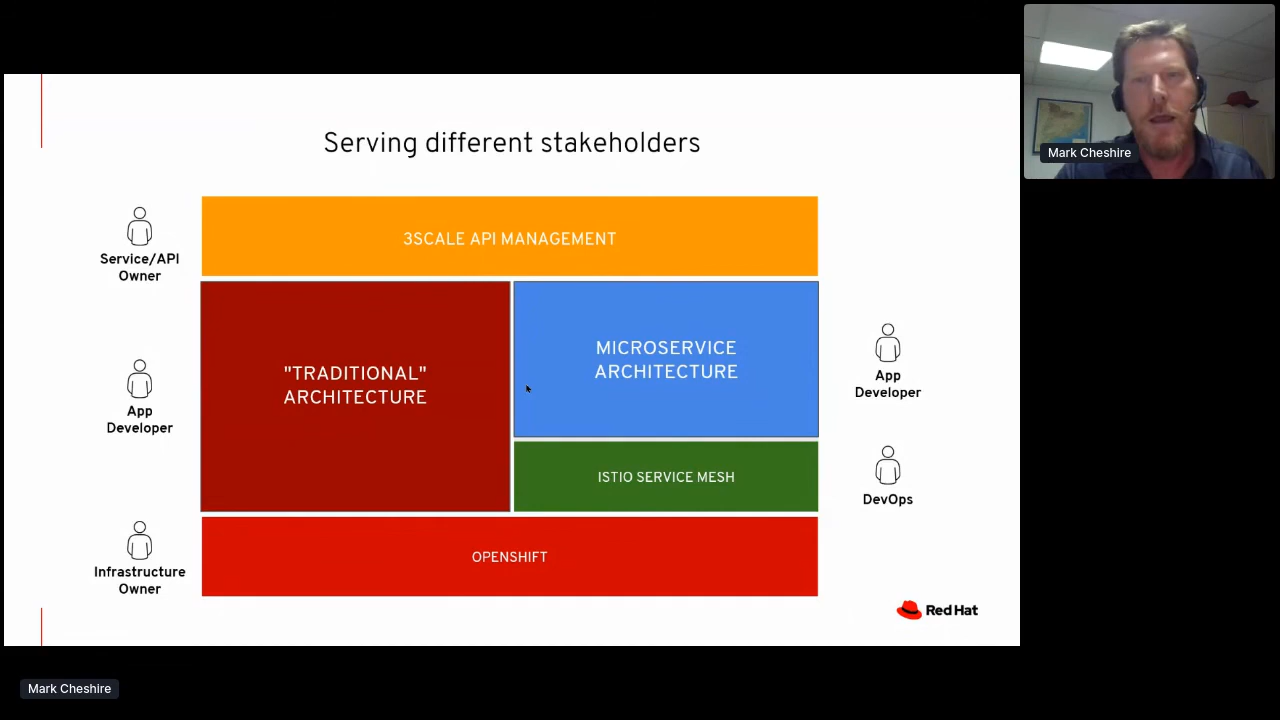 Mark Cheshire
Serving different stakeholders
Service/API
Owner
3SCALE API MANAGEMENT
"TRADITIONAL"
ARCHITECTURE
MICROSERVICE
ARCHITECTURE
App
Developer
App
Developer
ISTIO SERVICE MESH
DevOps
Infrastructure
Owner
OPENSHIFT
Red Hat
Mark Cheshire